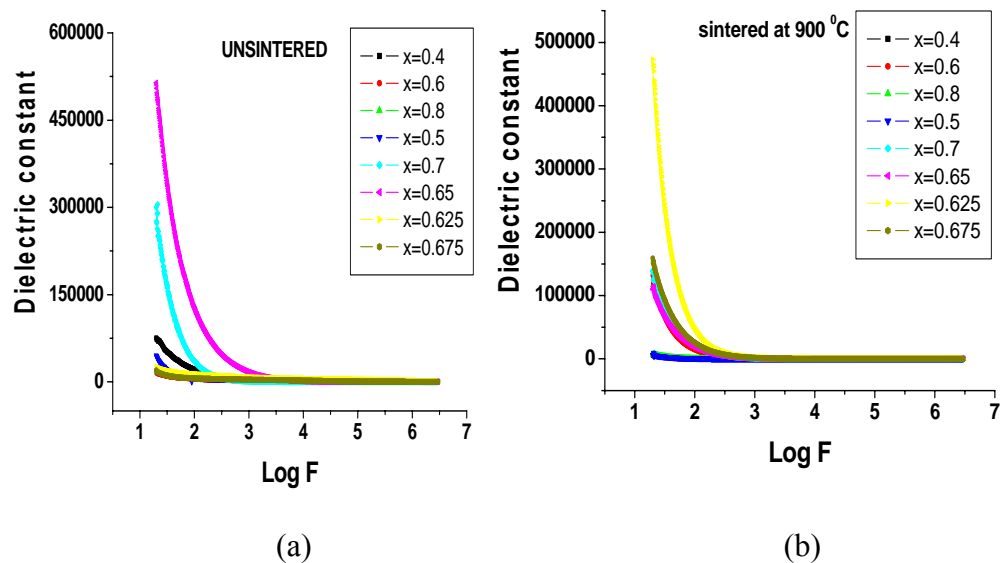 UNSINTERED
Dielectric constant
600000
450000
300000
150000
0
1 2 3 4 5 6 7
Log F
x=0.4
x=0.6
x=0.8
x=0.5
x=0.7
x=0.65
x=0.625
x=0.675
(a)
sintered at 900 ⁰C
Dielectric constant
500000
400000
300000
200000
100000
0
1 2 3 4 5 6 7
Log F
x=0.4
x=0.6
x=0.8
x=0.5
x=0.7
x=0.65
x=0.625
x=0.675
(b)